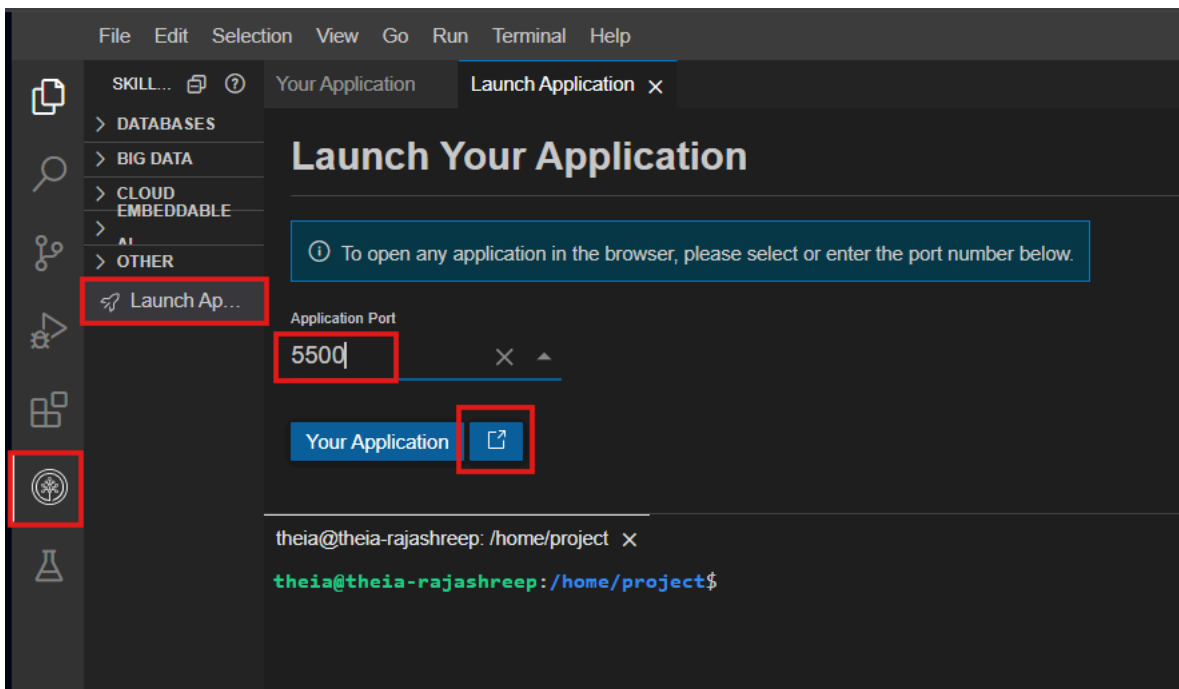 File Edit Selection View Go Run Terminal Help
SKILL...
Your Application Launch Application
DATABASES
BIG DATA
CLOUD
EMBEDDABLE
OTHER
Launch Ap...
Launch Your Application
To open any application in the browser, please select or enter the port number below.
Application Port
5500
Your Application
theia@theia-rajashreep: /home/project
theia@theia-rajashreep:/home/project$